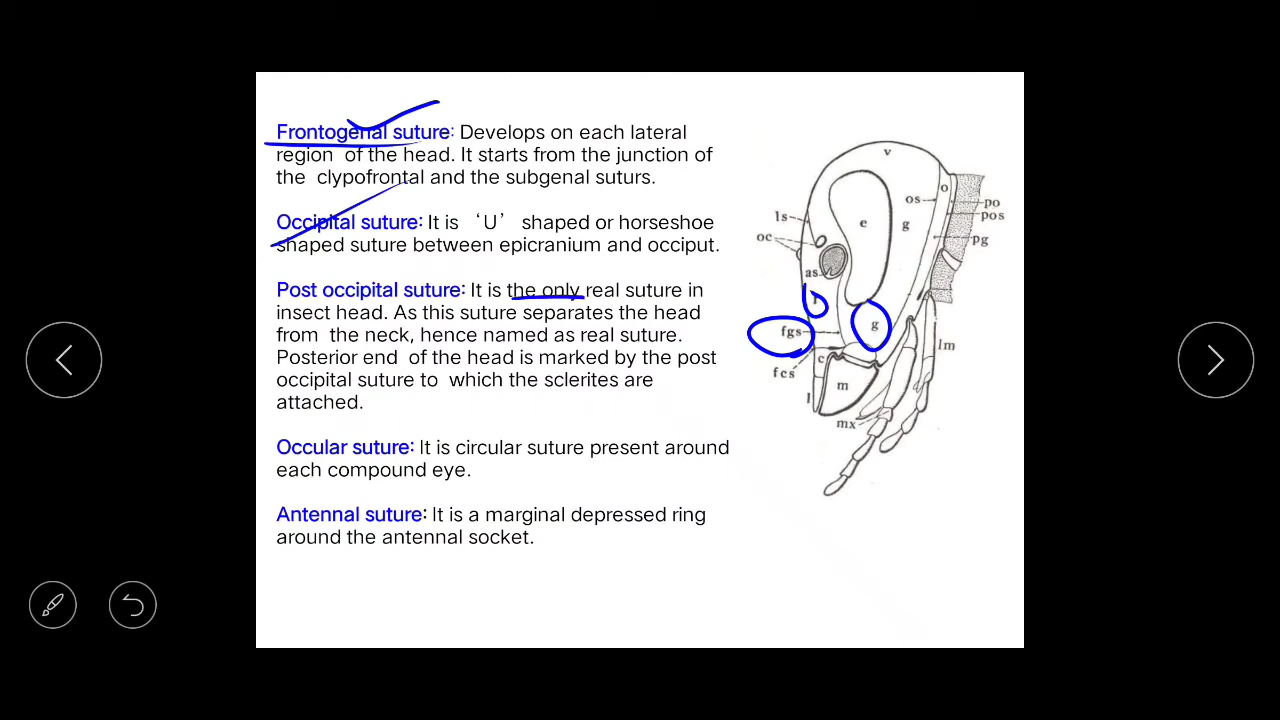 Frontogenal suture: Develops on each lateral
region of the head. It starts from the junction of
the clypofrontal and the subgenal suturs.
Occipital suture: It is ‘U’ shaped or horseshoe
shaped suture between epicranium and occiput.
Post occipital suture: It is the only real suture in
insect head. As this suture separates the head
from the neck, hence named as real suture.
Posterior end of the head is marked by the post
occipital suture to which the sclerites are
attached.
Occular suture: It is circular suture present around
each compound eye.
Antennal suture: It is a marginal depressed ring
around the antennal socket.
v
o
os
po
ls
pos
e
g
oc
pg
as
f
g
fgs
lm
c
fcs
m
l
mx